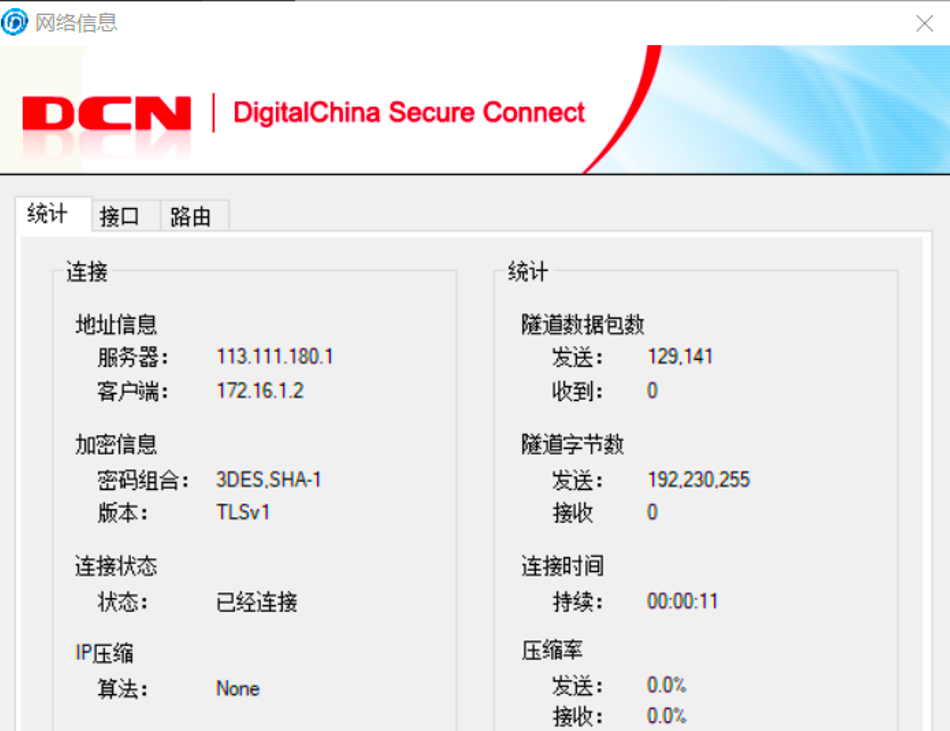 网络信息
DCN | DigitalChina Secure Connect
统计 接口 路由
连接
地址信息
服务器： 113.111.180.1
客户端： 172.16.1.2
加密信息
密码组合： 3DES,SHA-1
版本： TLSv1
连接状态
状态： 已经连接
IP压缩
算法： None
统计
隧道数据包数
发送： 129,141
收到： 0
隧道字节数
发送： 192,230,255
接收 0
连接时间
持续： 00:00:11
压缩率
发送： 0.0%
接收： 0.0%